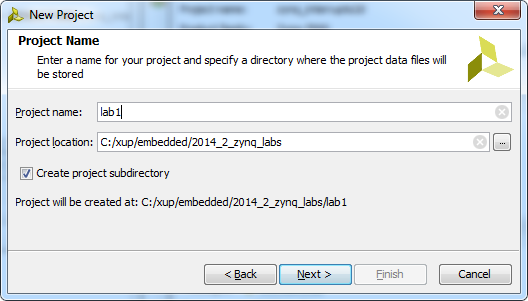 New Project
Project Name
Enter a name for your project and specify a directory where the project data files will
be stored
Project name: lab1
Project location: C:/xup/embedded/2014_2_zynq_labs ...
Create project subdirectory
Project will be created at: C:/xup/embedded/2014_2_zynq_labs/lab1
< Back Next > Finish Cancel